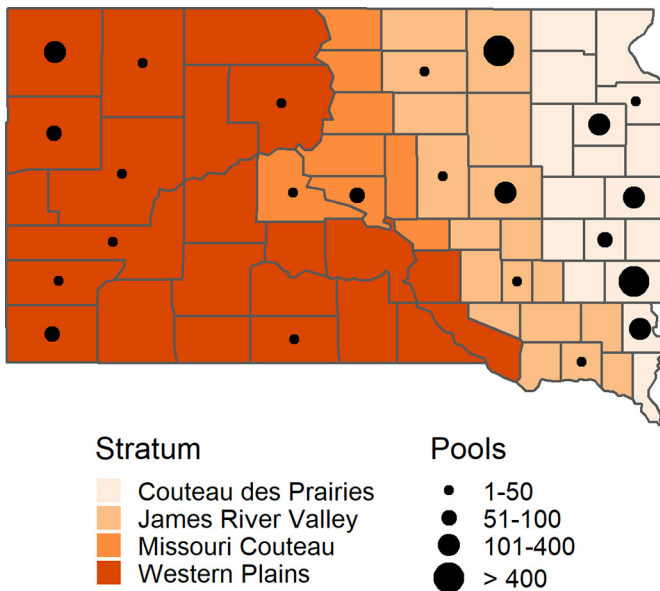 Stratum
Couteau des Prairies
James River Valley
Missouri Couteau
Western Plains
Pools
1-50
51-100
101-400
> 400